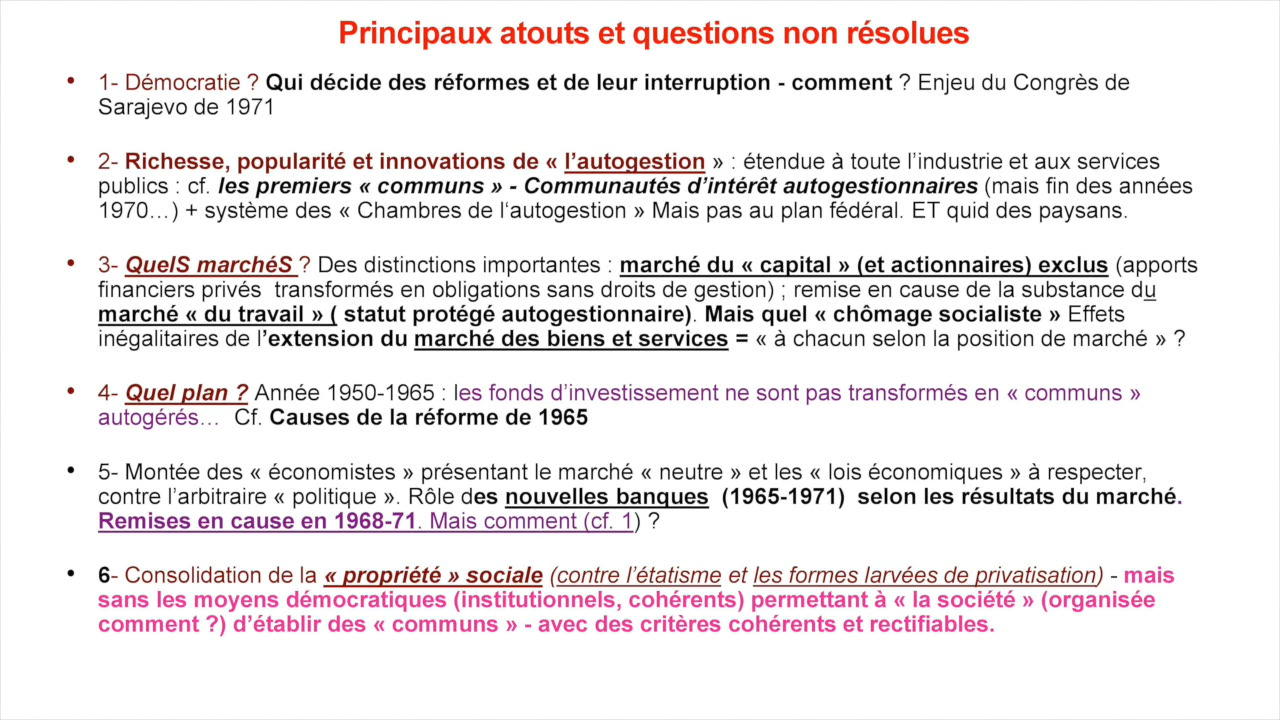 Principaux atouts et questions non résolues
• 1- Démocratie ? Qui décide des réformes et de leur interruption - comment ? Enjeu du Congrès de
Sarajevo de 1971
• 2- Richesse, popularité et innovations de « l’autogestion » : étendue à toute l’industrie et aux services
publics : cf. les premiers « communs » - Communautés d’intérêt autogestionnaires (mais fin des années
1970…) + système des « Chambres de l‘autogestion » Mais pas au plan fédéral. ET quid des paysans.
• 3- QuelS marchéS ? Des distinctions importantes : marché du « capital » (et actionnaires) exclus (apports
financiers privés transformés en obligations sans droits de gestion) ; remise en cause de la substance du
marché « du travail » ( statut protégé autogestionnaire). Mais quel « chômage socialiste » Effets
inégalitaires de l’extension du marché des biens et services = « à chacun selon la position de marché » ?
• 4- Quel plan ? Année 1950-1965 : les fonds d’investissement ne sont pas transformés en « communs »
autogérés… Cf. Causes de la réforme de 1965
• 5- Montée des « économistes » présentant le marché « neutre » et les « lois économiques » à respecter,
contre l’arbitraire « politique ». Rôle des nouvelles banques (1965-1971) selon les résultats du marché.
Remises en cause en 1968-71. Mais comment (cf. 1) ?
• 6- Consolidation de la « propriété » sociale (contre l’étatisme et les formes larvées de privatisation) - mais
sans les moyens démocratiques (institutionnels, cohérents) permettant à « la société » (organisée
comment ?) d’établir des « communs » - avec des critères cohérents et rectifiables.